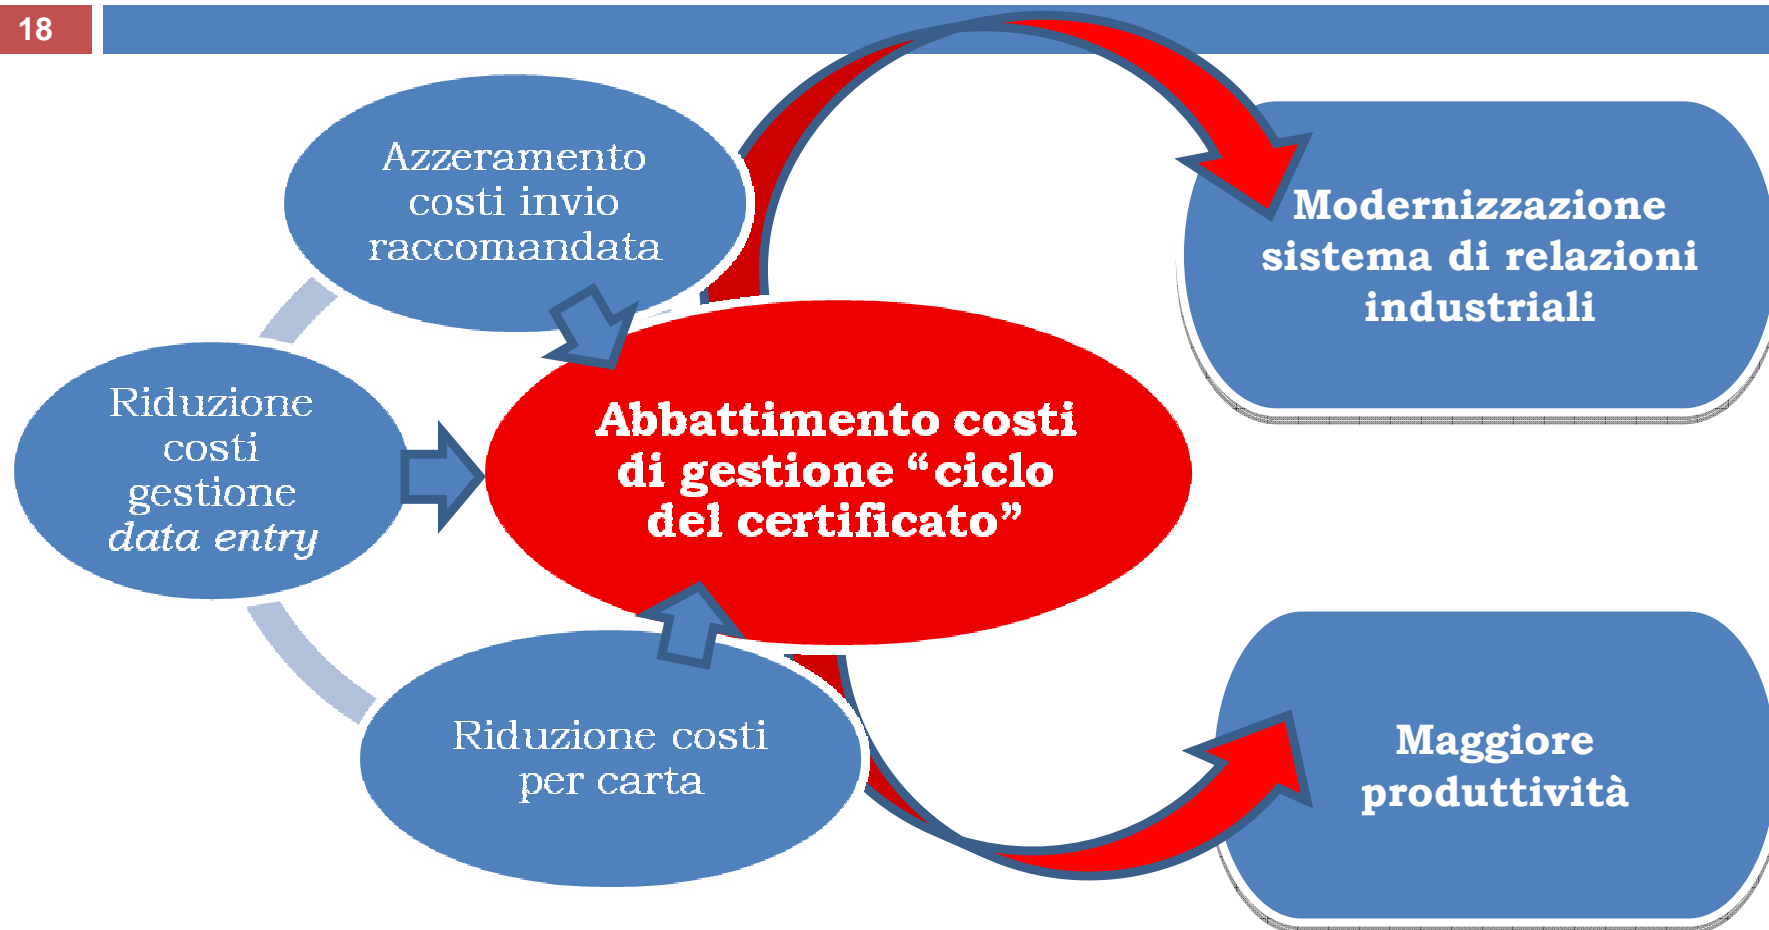 18
Azzeramento
costi invio
raccomandata
Riduzione
costi
gestione
data entry
Riduzione costi
per carta
Abbattimento costi
di gestione “ciclo
del certificato”
Modernizzazione
sistema di relazioni
industriali
Maggiore
produttività